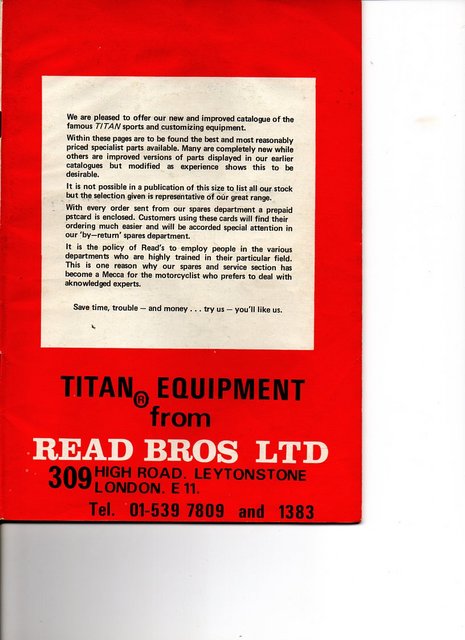 We are pleased to offer our new and improved catalogue of the
famous TITAN sports and customizing equipment.
Within these pages are to be found the best and most reasonably
priced specialist parts available. Many are completely new while
others are improved versions of parts displayed in our earlier
catalogues but modified as experience shows this to be
desirable.
It is not possible in a publication of this size to list all our stock
but the selection given is representative of our great range.
With every order sent from our spares department a prepaid
pstcard is enclosed. Customers using these cards will find their
ordering much easier and will be accorded special attention in
our 'by—return' spares department.
It is the policy of Read's to employ people in the various
departments who are highly trained in their particular field.
This is one reason why our spares and service section has
become a Mecca for the motorcyclist who prefers to deal with
aknowledged experts.
Save time, trouble — and money . . . try us — you'll like us.
TITAN® EQUIPMENT
from
READ BROS LTD
309 HIGH ROAD. LEYTONSTONE
LONDON. E 11.
Tel. 01-539 7809 and 1383